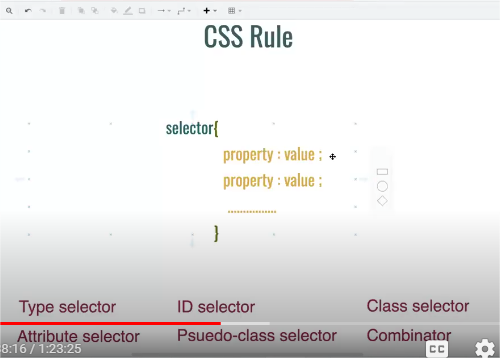 CSS Rule
selector{
property : value ;
property : value ;
................
}
Type selector ID selector Class selector
8:16 / 1:23:25
Attribute selector Psuedo-class selector Combinator
CC